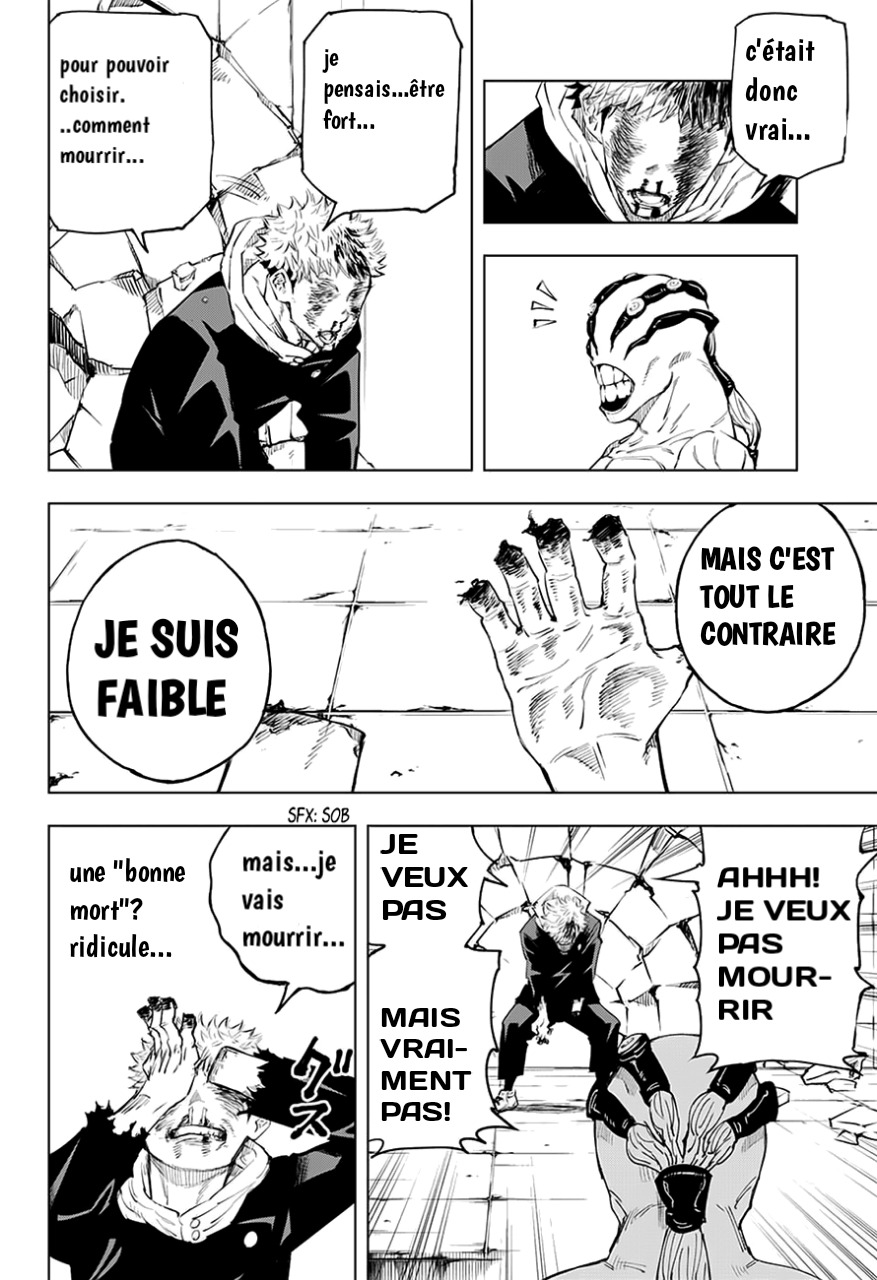 c'était
donc
vrai...
je
pensais...être
fort...
pour pouvoir
choisir.
..comment
mourrir...
MAIS C'EST
TOUT LE
CONTRAIRE
JE SUIS
FAIBLE
AHHH!
JE VEUX
PAS
MOUR-
RIR
JE
VEUX
PAS
MAIS
VRAI-
MENT
PAS!
SFX: SOB
mais...je
vais
mourrir...
une "bonne
mort"?
ridicule...
グズ